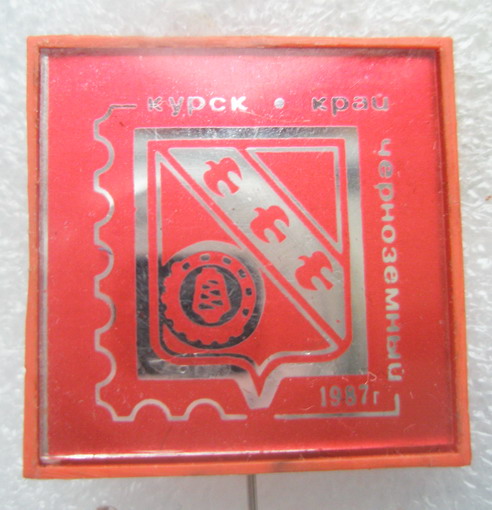 курск • край
черноземный
1987г